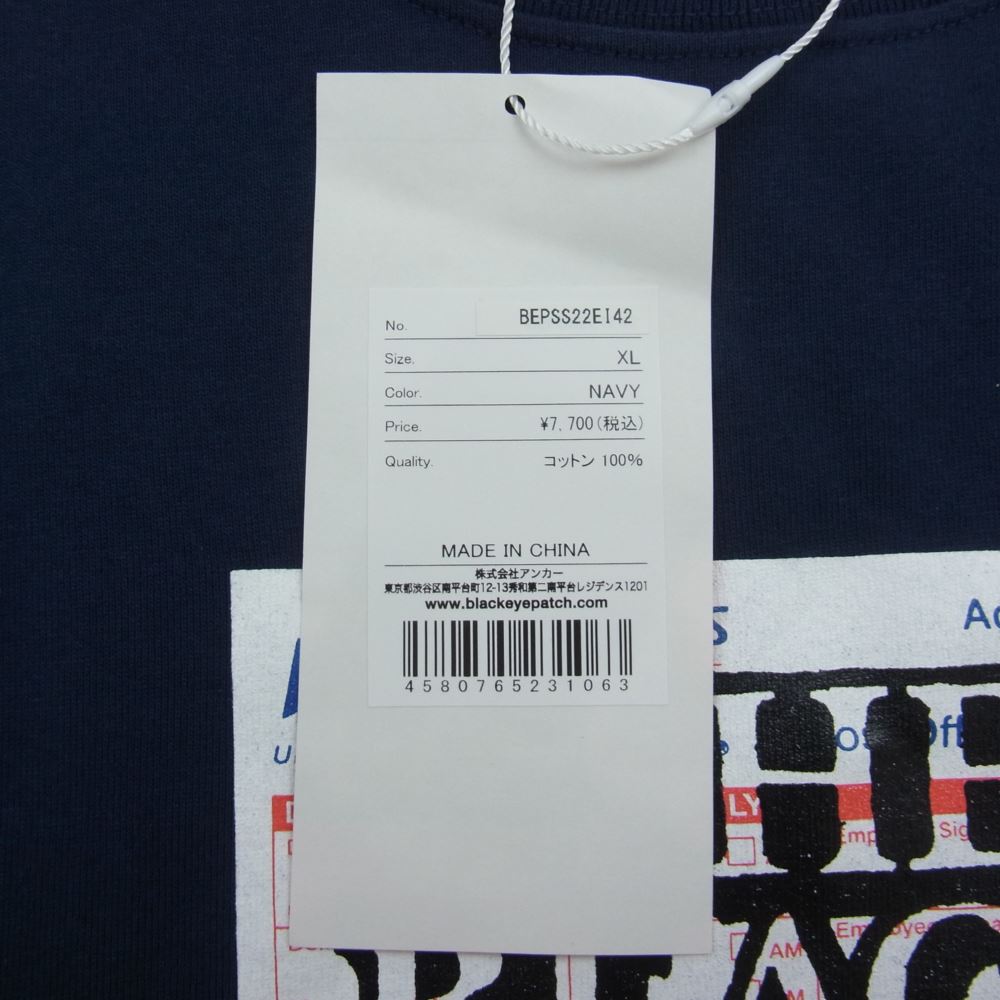 No. BEPSS22EI42
Size. XL
Color. NAVY
Price. ¥7,700(税込)
Quality. コットン 100%
MADE IN CHINA
株式会社アンカー
東京都渋谷区南平台町12-13秀和第二南平台レジデンス1201
www.blackeyepatch.com
4580765231063
S
LY
AM